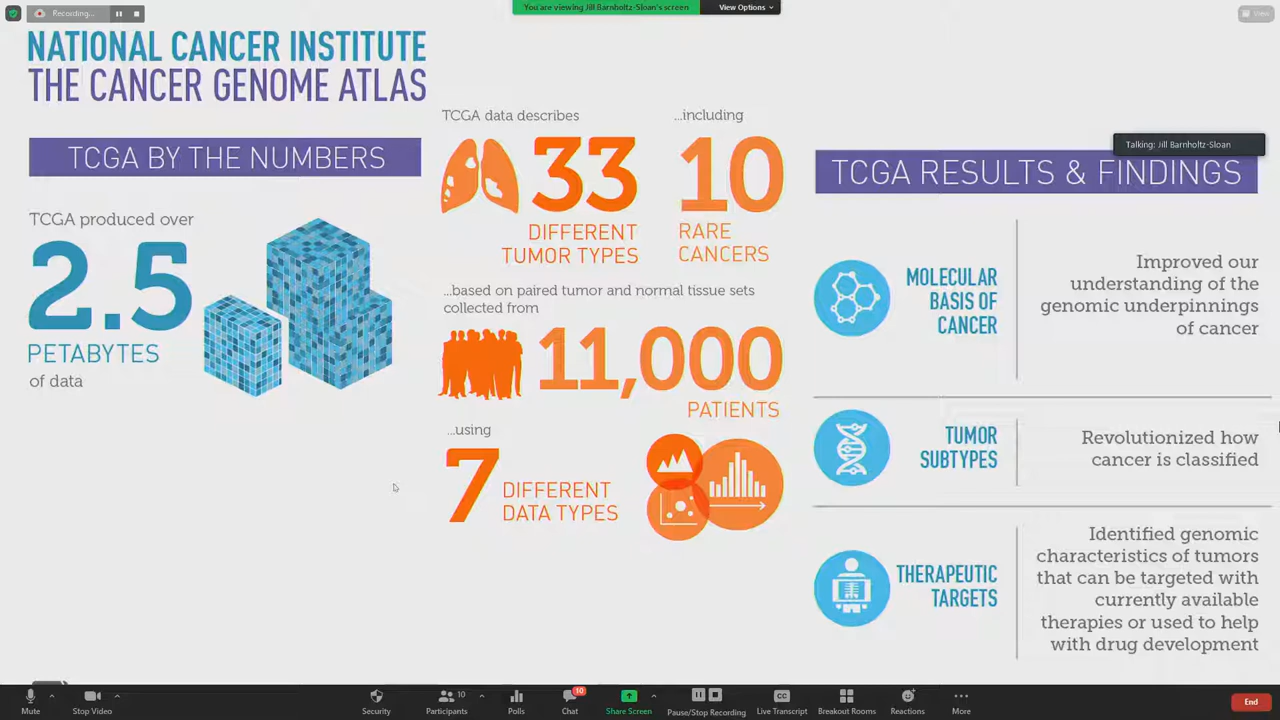 Recording...
You are viewing Jill Barnholtz-Sloan's screen
View Options
View
NATIONAL CANCER INSTITUTE
THE CANCER GENOME ATLAS
TCGA BY THE NUMBERS
TCGA produced over
2.5
PETABYTES
of data
TCGA data describes
33
DIFFERENT
TUMOR TYPES
...including
10
RARE
CANCERS
...based on paired tumor and normal tissue sets
collected from
11,000
PATIENTS
...using
7
DIFFERENT
DATA TYPES
Talking: Jill Barnholtz-Sloan
TCGA RESULTS & FINDINGS
MOLECULAR
BASIS OF
CANCER
Improved our
understanding of the
genomic underpinnings
of cancer
TUMOR
SUBTYPES
Revolutionized how
cancer is classified
THERAPEUTIC
TARGETS
Identified genomic
characteristics of tumors
that can be targeted with
currently available
therapies or used to help
with drug development
Mute
Stop Video
Security
Participants
10
Polls
Chat
10
Share Screen
Pause/Stop Recording
Live Transcript
Breakout Rooms
Reactions
More
End